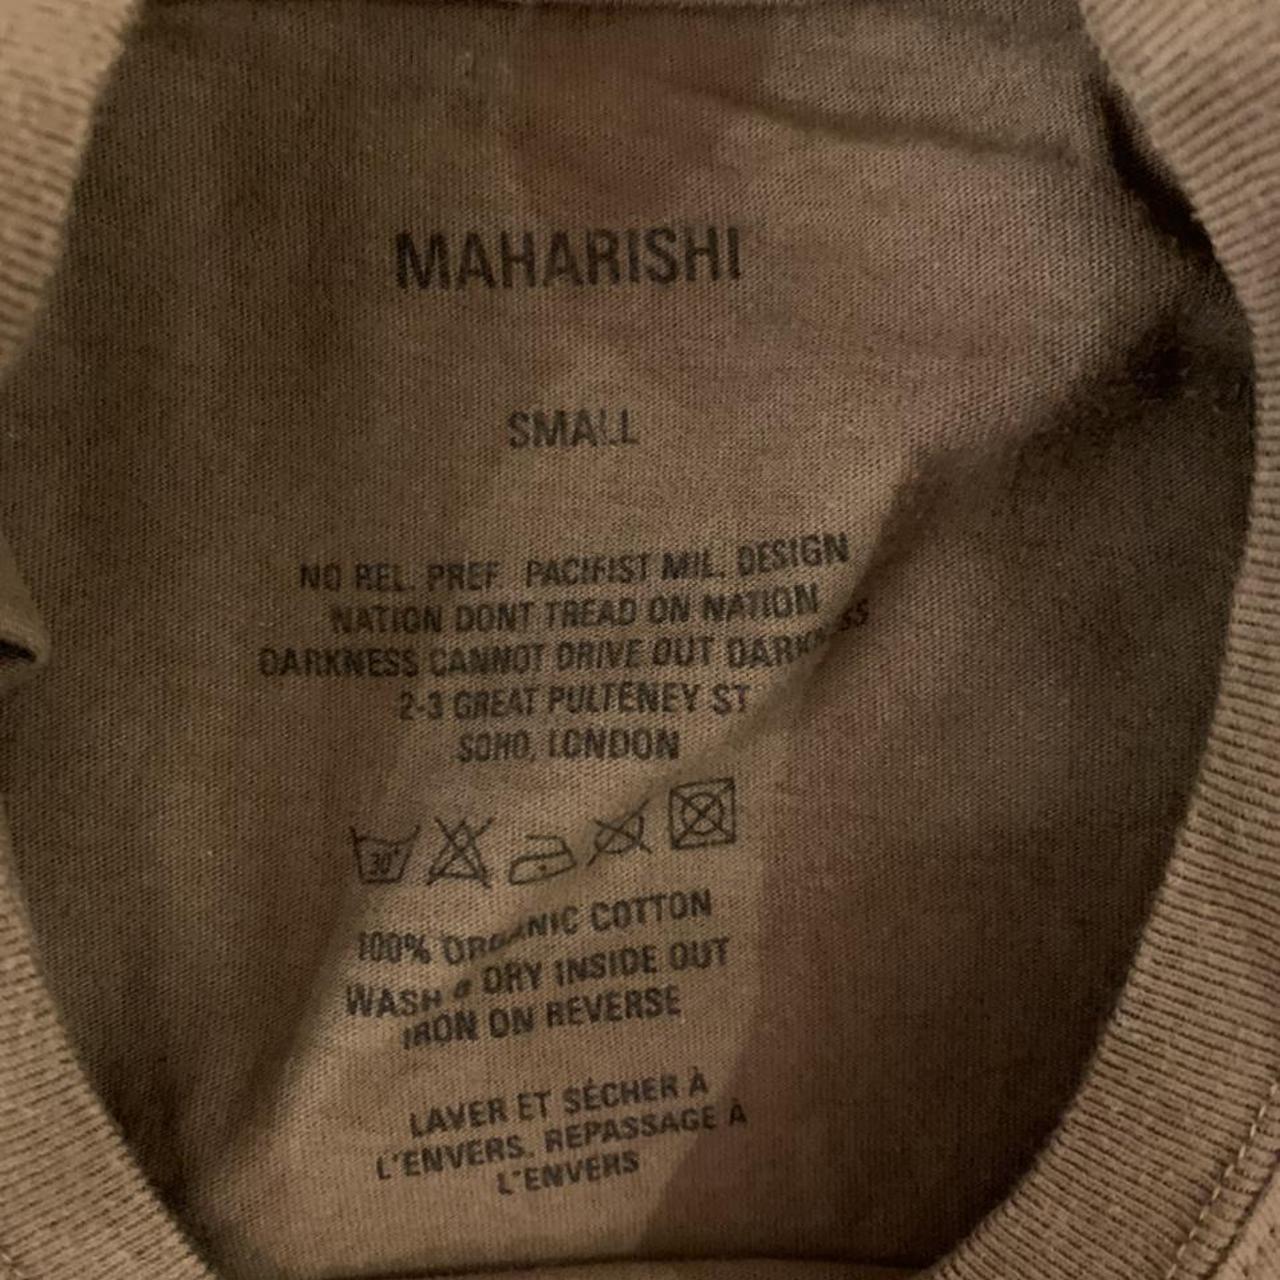 MAHARISHI
SMALL
NO REL. PREF. PACIFIST MIL. DESIGN
NATION DONT TREAD ON NATION
DARKNESS CANNOT DRIVE OUT DARKNESS
2-3 GREAT PULTENEY ST
SOHO, LONDON
30°
100% ORGANIC COTTON
WASH & DRY INSIDE OUT
IRON ON REVERSE
LAVER ET SÉCHER À
L'ENVERS. REPASSAGE À
L'ENVERS